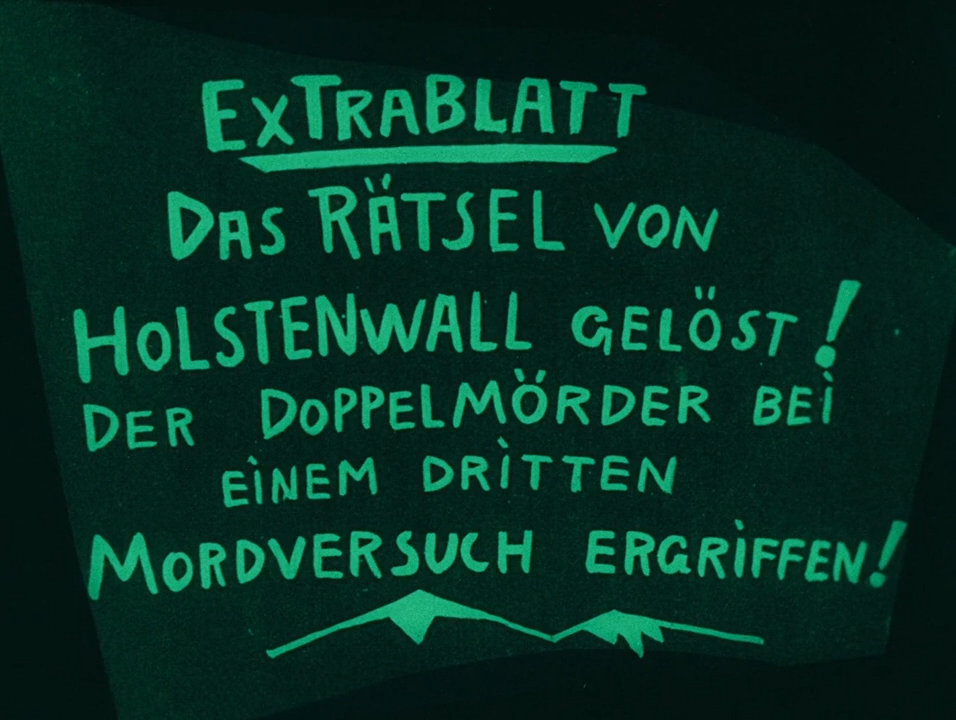 EXTRABLATT
DAS RÄTSEL VON
HOLSTENWALL GELÖST!
DER DOPPELMÖRDER BEI
EINEM DRITTEN
MORDVERSUCH ERGRIFFEN!